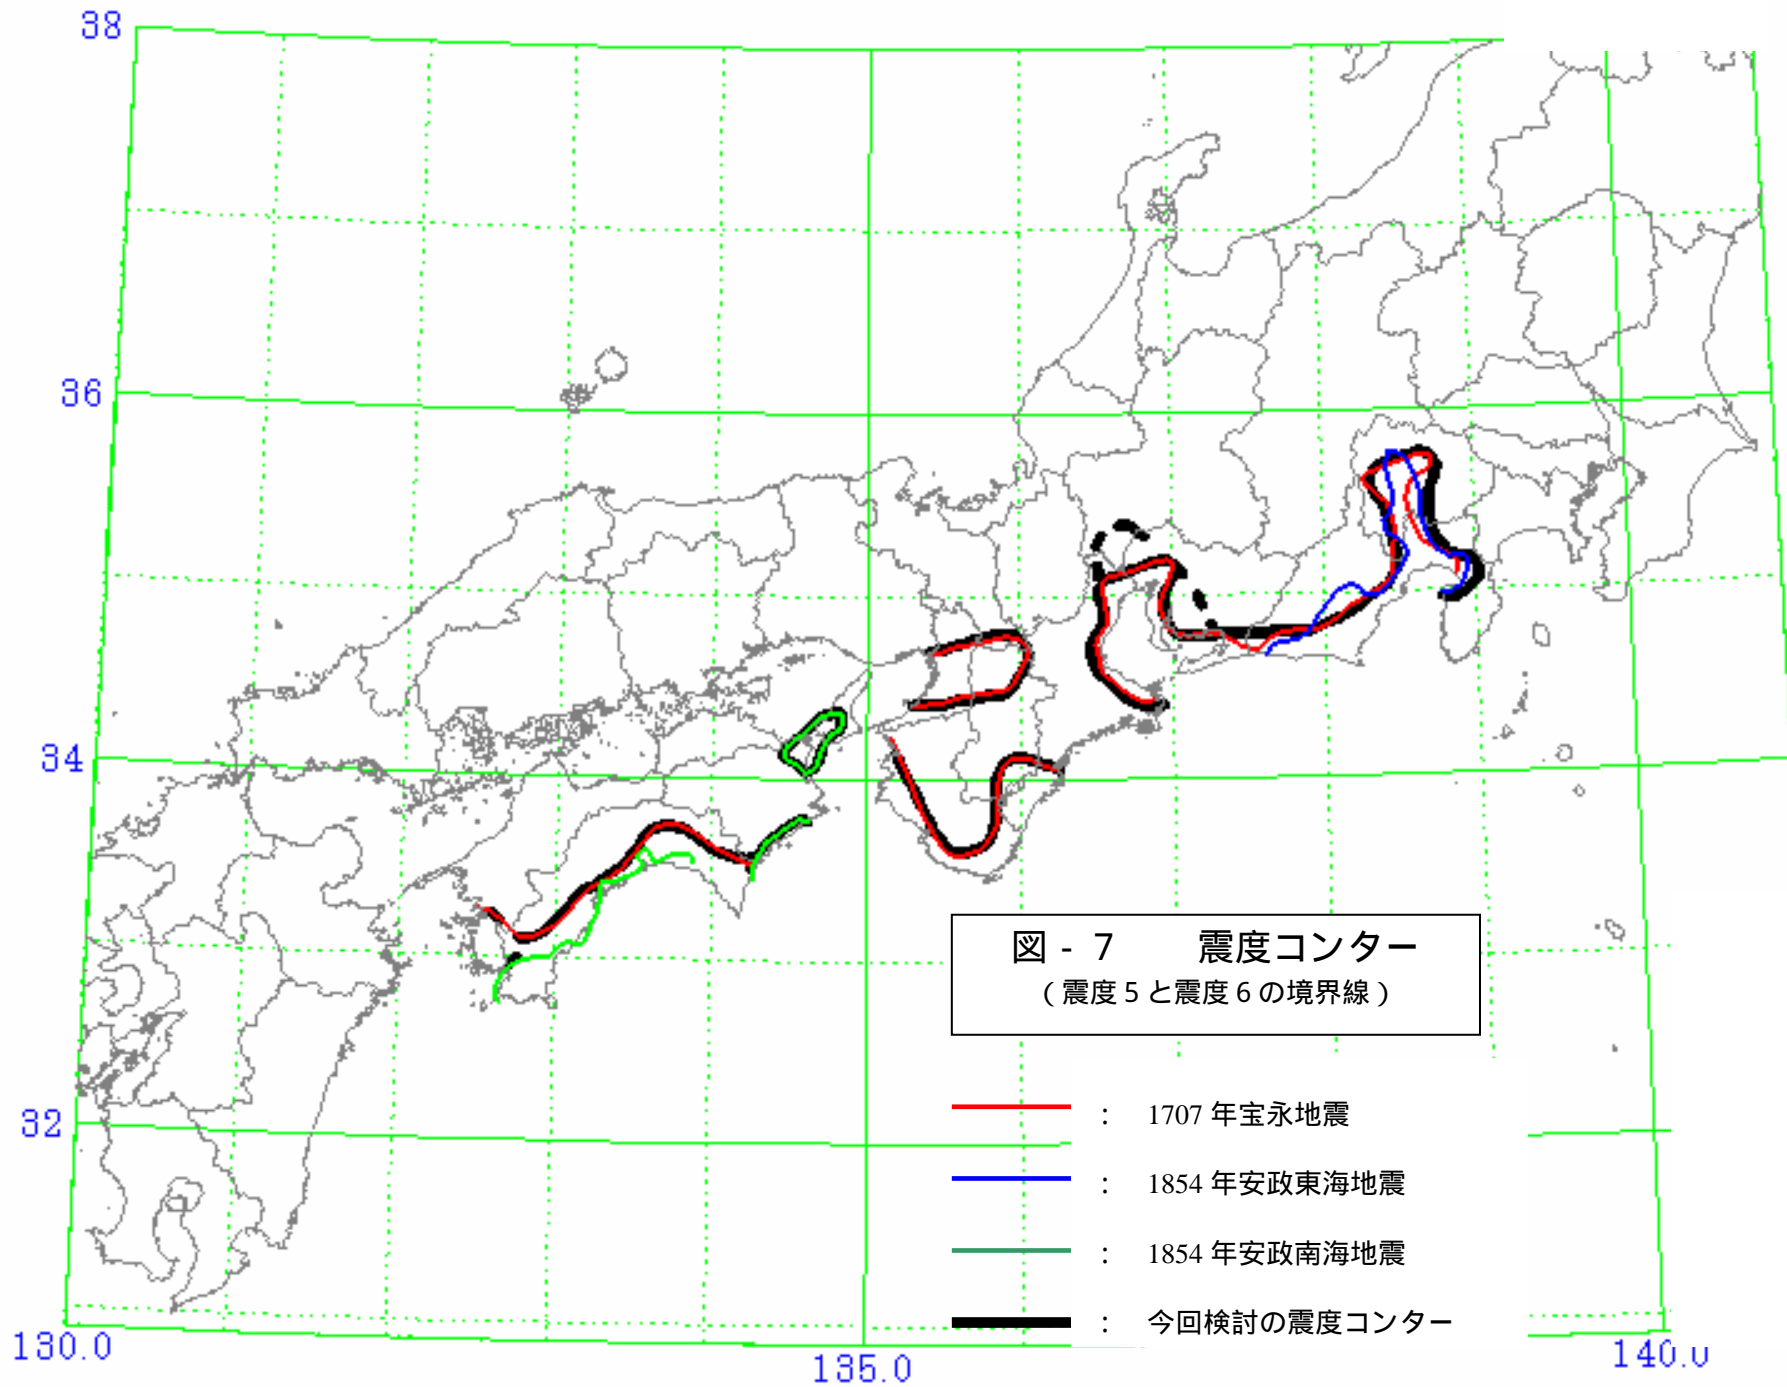 38
36
34
32
130.0
135.0
140.0
図 - 7 震度コンター
(震度5と震度6の境界線)
: 1707 年宝永地震
: 1854 年安政東海地震
: 1854 年安政南海地震
: 今回検討の震度コンター